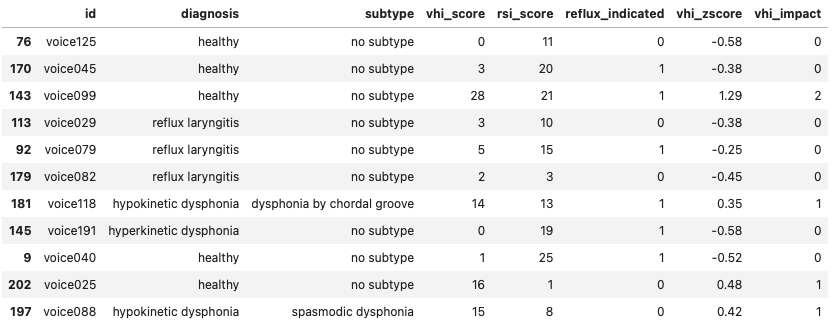 id diagnosis subtype vhi_score rsi_score reflux_indicated vhi_zscore vhi_impact
76 voice125 healthy no subtype 0 11 0 -0.58 0
170 voice045 healthy no subtype 3 20 1 -0.38 0
143 voice099 healthy no subtype 28 21 1 1.29 2
113 voice029 reflux laryngitis no subtype 3 10 0 -0.38 0
92 voice079 reflux laryngitis no subtype 5 15 1 -0.25 0
179 voice082 reflux laryngitis no subtype 2 3 0 -0.45 0
181 voice118 hypokinetic dysphonia dysphonia by chordal groove 14 13 1 0.35 1
145 voice191 hyperkinetic dysphonia no subtype 0 19 1 -0.58 0
9 voice040 healthy no subtype 1 25 1 -0.52 0
202 voice025 healthy no subtype 16 1 0 0.48 1
197 voice088 hypokinetic dysphonia spasmodic dysphonia 15 8 0 0.42 1